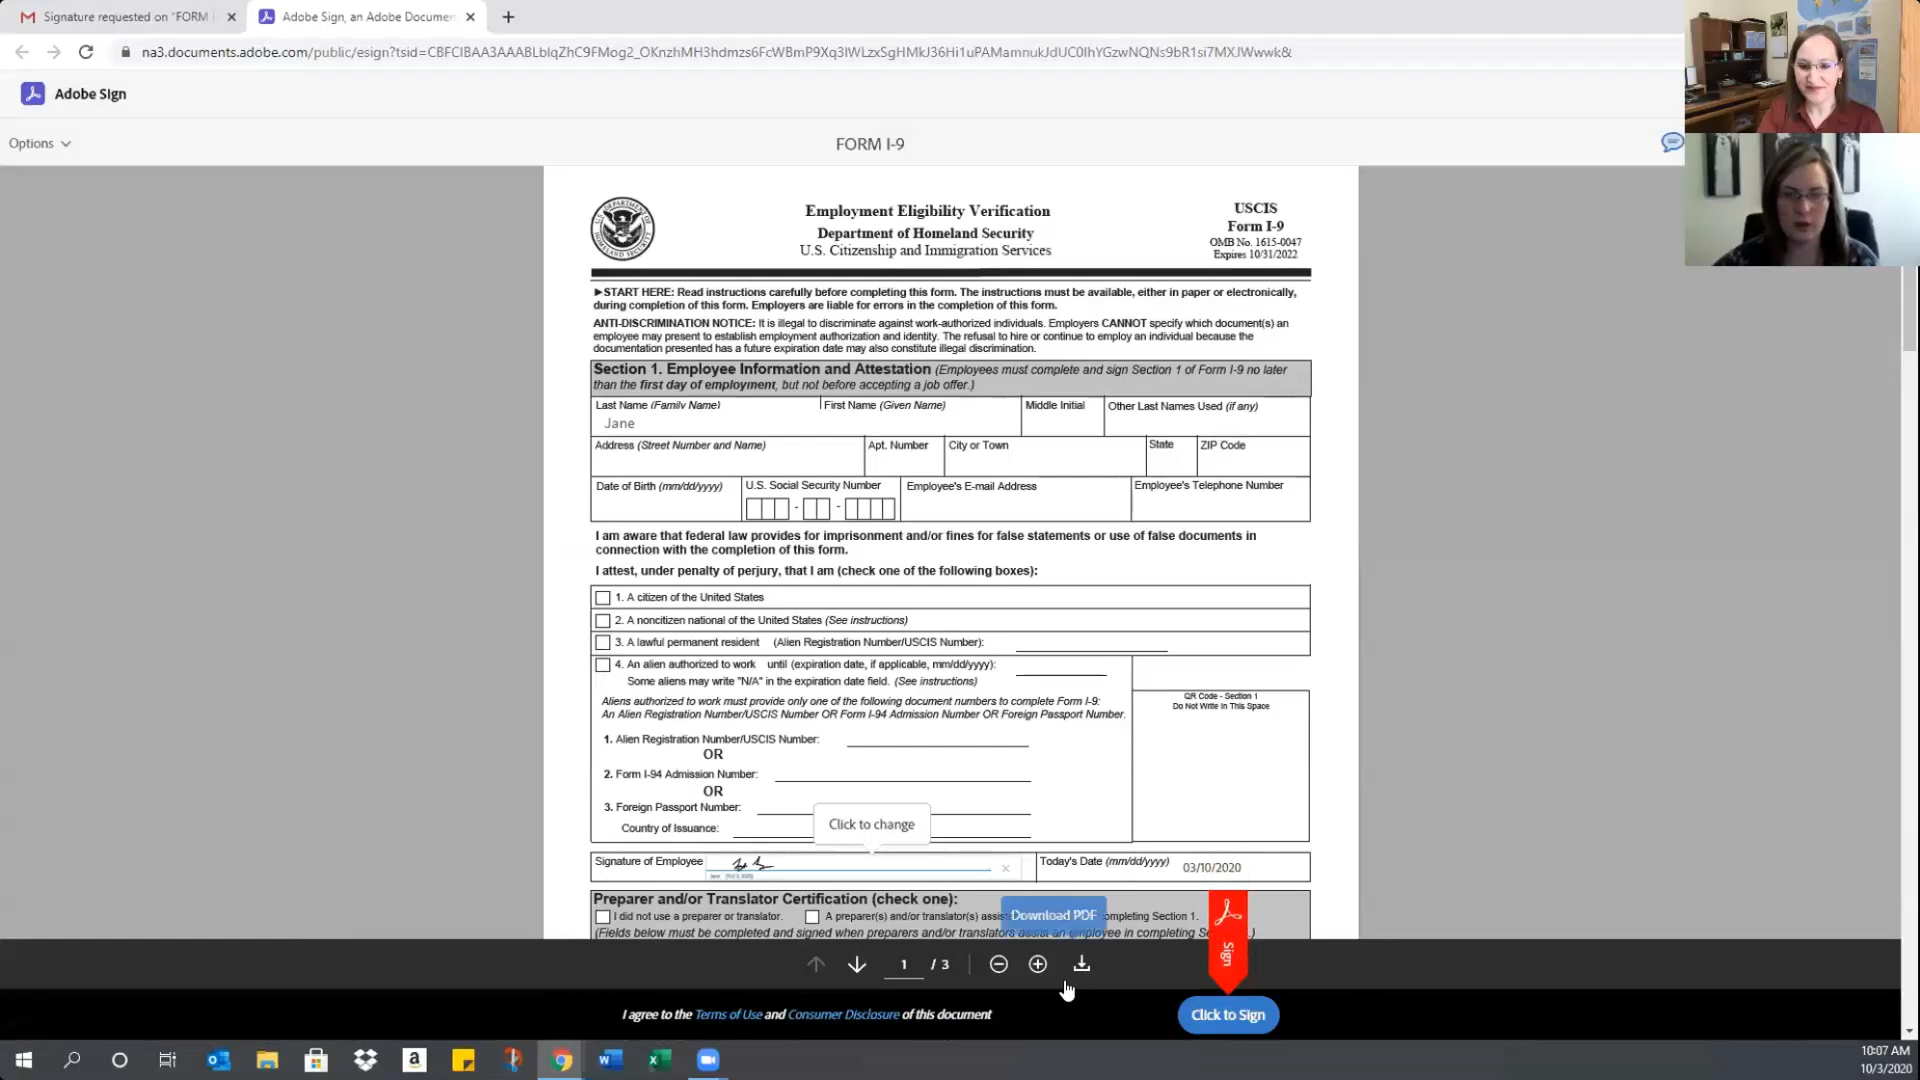 Signature requested on "FORM I
Adobe Sign, an Adobe Documen
na3.documents.adobe.com/public/esign?tsid=
Adobe Sign
Options
FORM I-9
Employment Eligibility Verification
Department of Homeland Security
U.S. Citizenship and Immigration Services
USCIS
Form I-9
OMB No. 1615-0047
Expires 10/31/2022
►START HERE: Read instructions carefully before completing this form. The instructions must be available, either in paper or electronically,
during completion of this form. Employers are liable for errors in the completion of this form.
ANTI-DISCRIMINATION NOTICE: It is illegal to discriminate against work-authorized individuals. Employers CANNOT specify which document(s) an
employee may present to establish employment authorization and identity. The refusal to hire or continue to employ an individual because the
documentation presented has a future expiration date may also constitute illegal discrimination.
Section 1. Employee Information and Attestation (Employees must complete and sign Section 1 of Form I-9 no later
than the first day of employment, but not before accepting a job offer.)
Last Name (Family Name) First Name (Given Name) Middle Initial Other Last Names Used (if any)
Jane
Address (Street Number and Name) Apt. Number City or Town State ZIP Code
Date of Birth (mm/dd/yyyy) U.S. Social Security Number Employee's E-mail Address Employee's Telephone Number
- -
I am aware that federal law provides for imprisonment and/or fines for false statements or use of false documents in
connection with the completion of this form.
I attest, under penalty of perjury, that I am (check one of the following boxes):
1. A citizen of the United States
2. A noncitizen national of the United States (See instructions)
3. A lawful permanent resident (Alien Registration Number/USCIS Number):
4. An alien authorized to work until (expiration date, if applicable, mm/dd/yyyy):
Some aliens may write "N/A" in the expiration date field. (See instructions)
QR Code - Section 1
Do Not Write In This Space
Aliens authorized to work must provide only one of the following document numbers to complete Form I-9:
An Alien Registration Number/USCIS Number OR Form I-94 Admission Number OR Foreign Passport Number.
1. Alien Registration Number/USCIS Number:
OR
2. Form I-94 Admission Number:
OR
3. Foreign Passport Number:
Country of Issuance:
Click to change
Signature of Employee
Today's Date (mm/dd/yyyy) 03/10/2020
Preparer and/or Translator Certification (check one):
I did not use a preparer or translator. A preparer(s) and/or translator(s) assis ompleting Section 1.
Download PDF
(Fields below must be completed and signed when preparers and/or translators assist an employee in completing Se .)
Sign
1 / 3
I agree to the Terms of Use and Consumer Disclosure of this document
Click to Sign
10:07 AM
10/3/2020